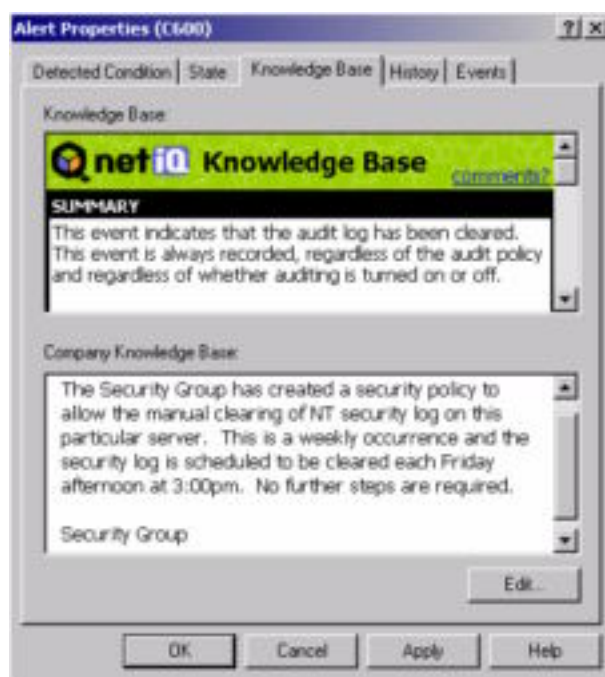 Alert Properties (C600)
Detected Condition State Knowledge Base History Events
Knowledge Base:
netiQ Knowledge Base comments?
SUMMARY
This event indicates that the audit log has been cleared.
This event is always recorded, regardless of the audit policy
and regardless of whether auditing is turned on or off.
Company Knowledge Base:
The Security Group has created a security policy to
allow the manual clearing of NT security log on this
particular server. This is a weekly occurrence and the
security log is scheduled to be cleared each Friday
afternoon at 3:00pm. No further steps are required.
Security Group
Edit...
OK Cancel Apply Help